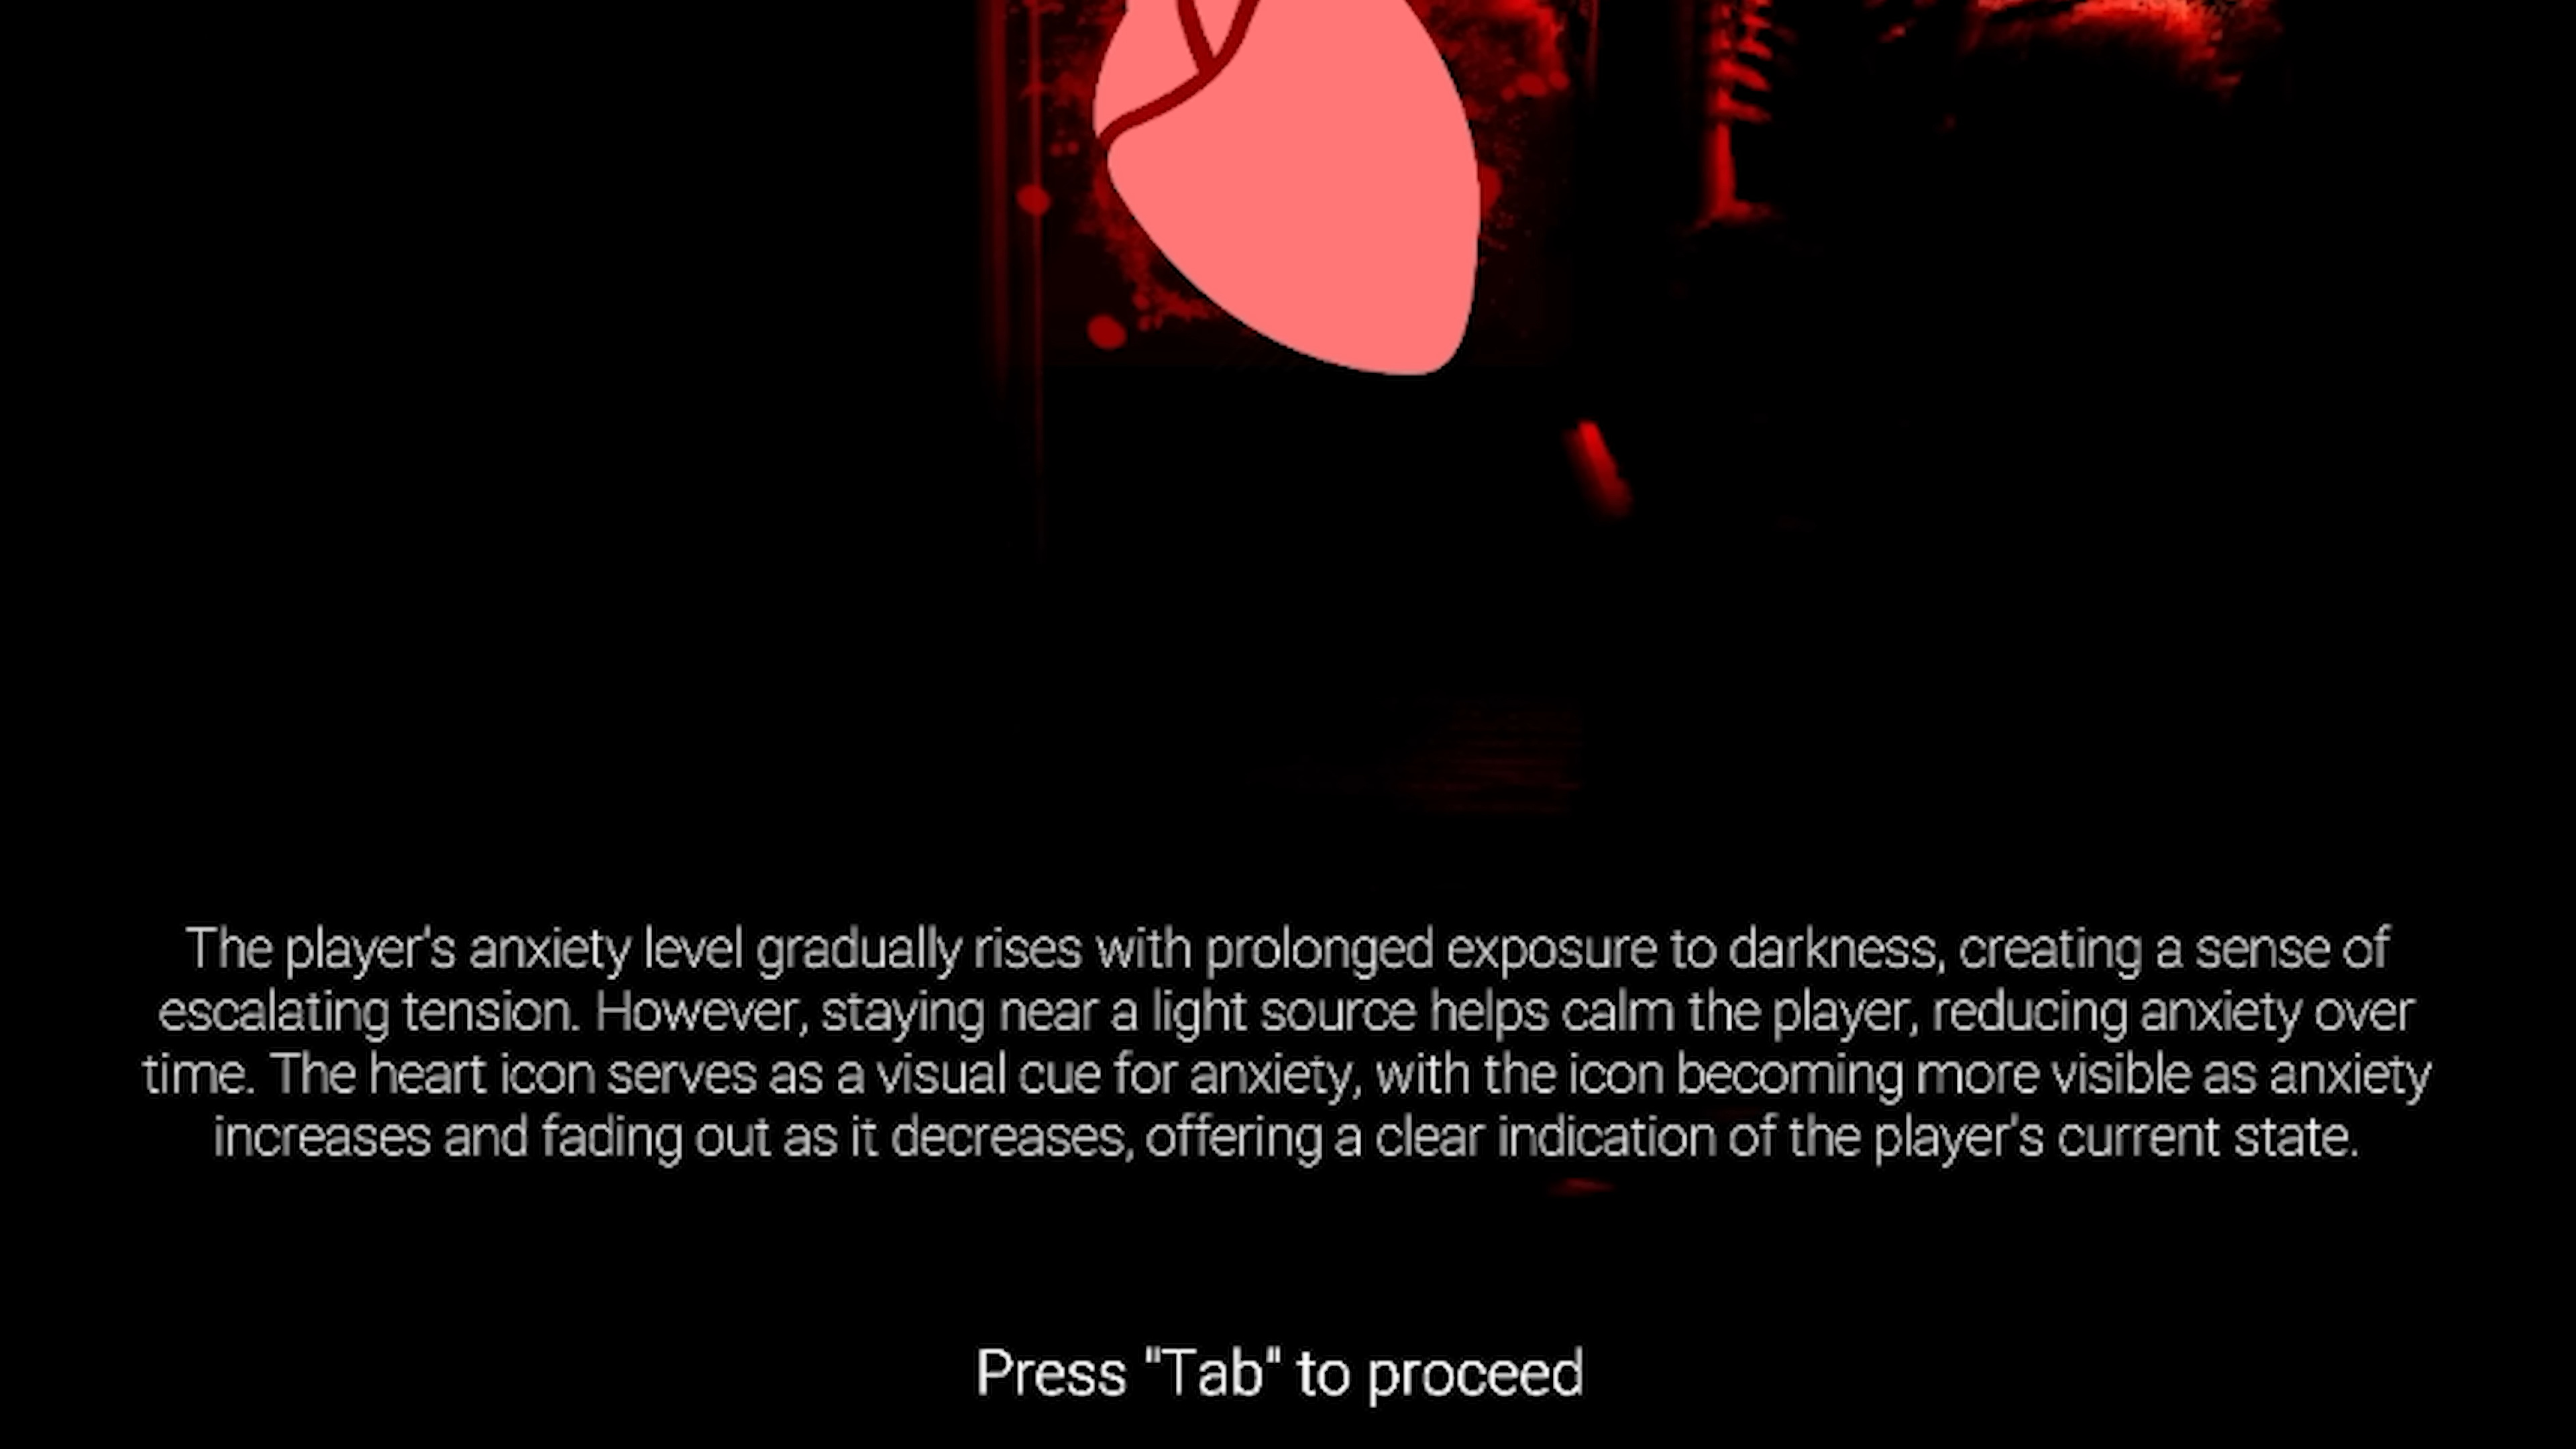 The player's anxiety level gradually rises with prolonged exposure to darkness, creating a sense of
escalating tension. However, staying near a light source helps calm the player, reducing anxiety over
time. The heart icon serves as a visual cue for anxiety, with the icon becoming more visible as anxiety
increases and fading out as it decreases, offering a clear indication of the player's current state.
Press "Tab" to proceed